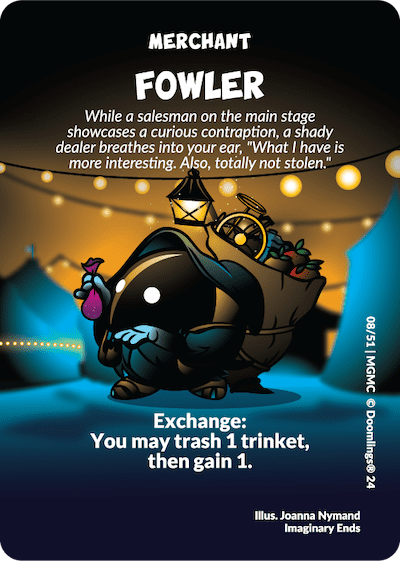 MERCHANT
FOWLER
While a salesman on the main stage
showcases a curious contraption, a shady
dealer breathes into your ear, "What I have is
more interesting. Also, totally not stolen."
08/51 | MGMC © Doomlings® 24
Exchange:
You may trash 1 trinket,
then gain 1.
Illus. Joanna Nymand
Imaginary Ends